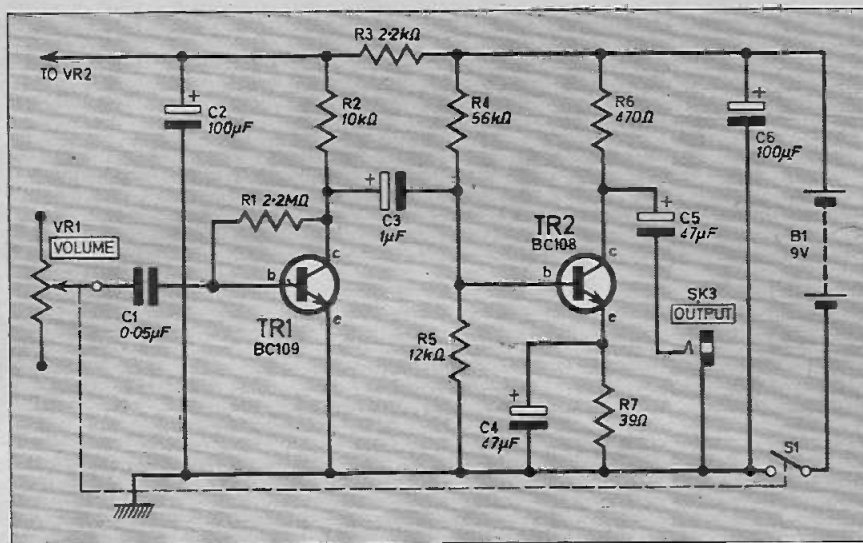 R3 2·2kΩ
TO VR2
+
C2
100µF
R2
10kΩ
R4
56kΩ
R6
470Ω
+
C6
100µF
R1 2·2MΩ
+
C3
1µF
VR1
VOLUME
TR2
BC108
c
b
e
+
C5
47µF
B1
9V
C1
0·05µF
b
c
e
TR1
BC109
SK3
OUTPUT
R5
12kΩ
+
C4
47µF
R7
39Ω
S1